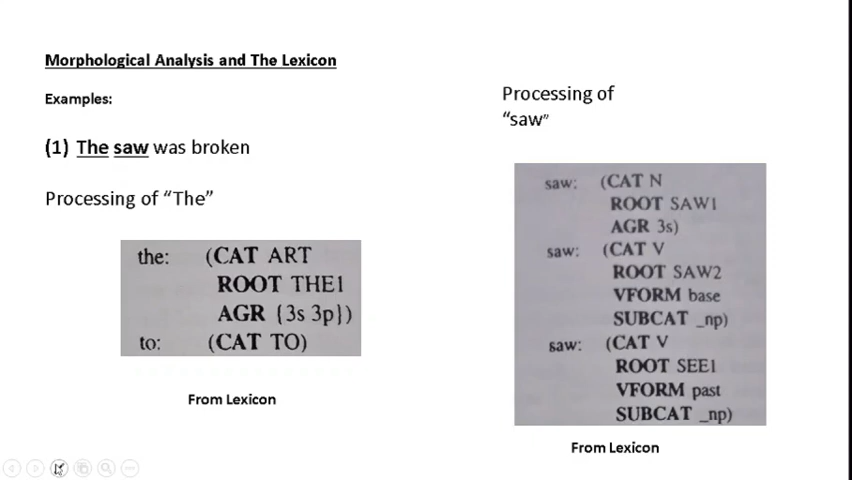 Morphological Analysis and The Lexicon
Examples:
(1) The saw was broken
Processing of “The”
the: (CAT ART
ROOT THE1
AGR {3s 3p})
to: (CAT TO)
From Lexicon
Processing of
“saw”
saw: (CAT N
ROOT SAW1
AGR 3s)
saw: (CAT V
ROOT SAW2
VFORM base
SUBCAT _np)
saw: (CAT V
ROOT SEE1
VFORM past
SUBCAT _np)
From Lexicon